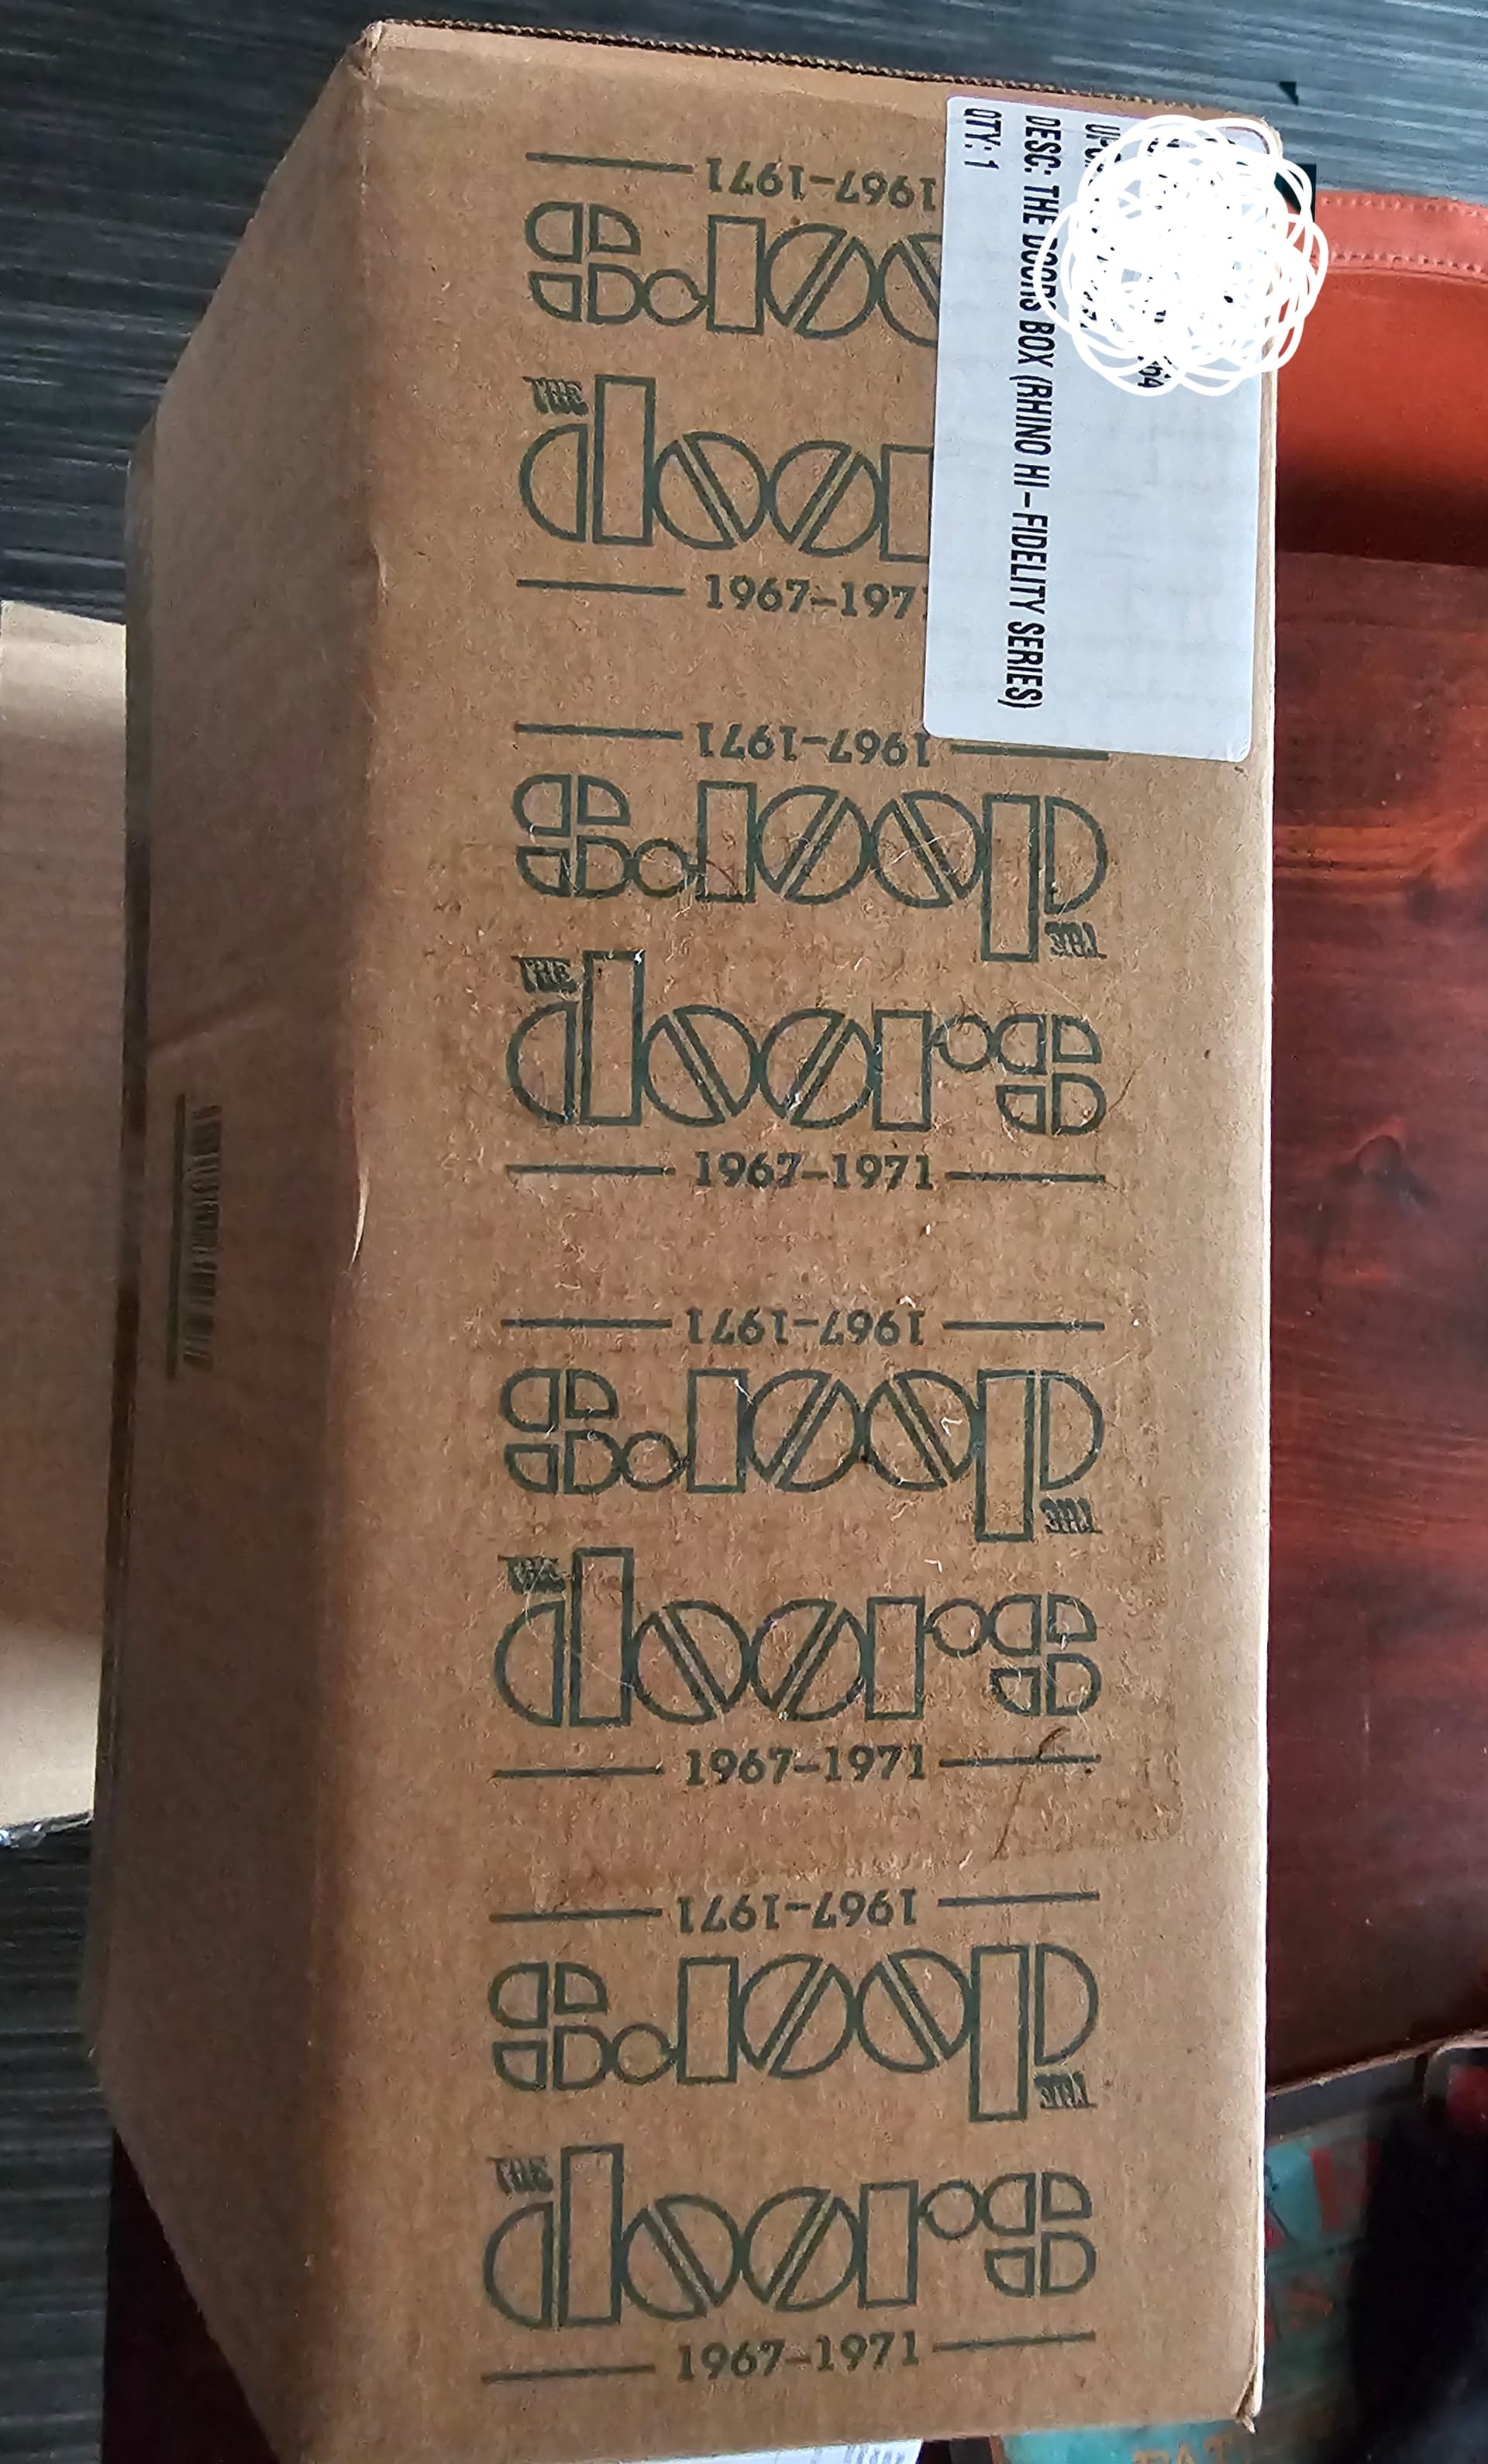 DESC: THE DOORS BOX (RHINO HI-FIDELITY SERIES)
QTY: 1
1967-1971
THE
doors
1967-1971
1967-1971
THE doors
THE
doors
1967-1971
1967-1971
THE doors
THE
doors
1967-1971
1967-1971
THE doors
THE
doors
1967-1971